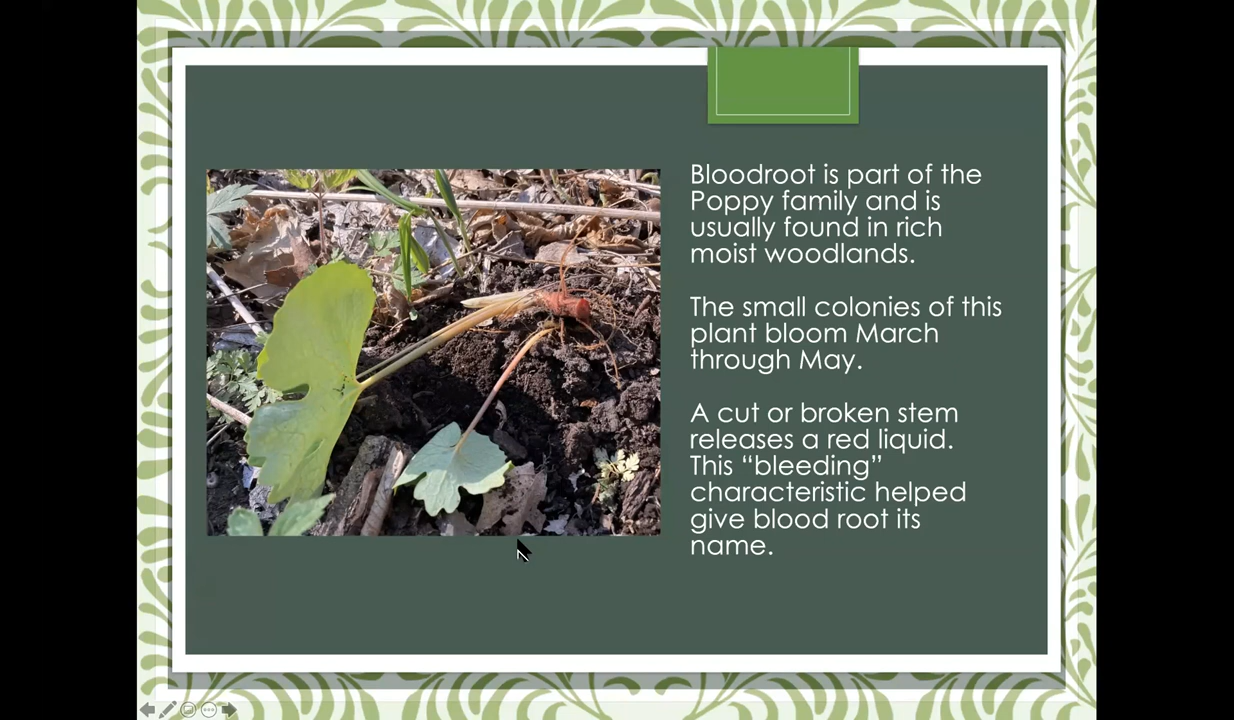 Bloodroot is part of the
Poppy family and is
usually found in rich
moist woodlands.
The small colonies of this
plant bloom March
through May.
A cut or broken stem
releases a red liquid.
This “bleeding”
characteristic helped
give blood root its
name.